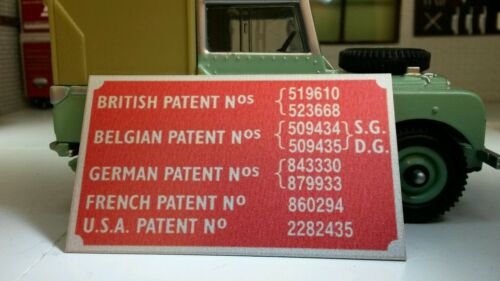 BRITISH PATENT Nos { 519610
523668
BELGIAN PATENT Nos { 509434 } S.G.
509435 } D.G.
GERMAN PATENT Nos { 843330
879933
FRENCH PATENT No 860294
U.S.A. PATENT No 2282435